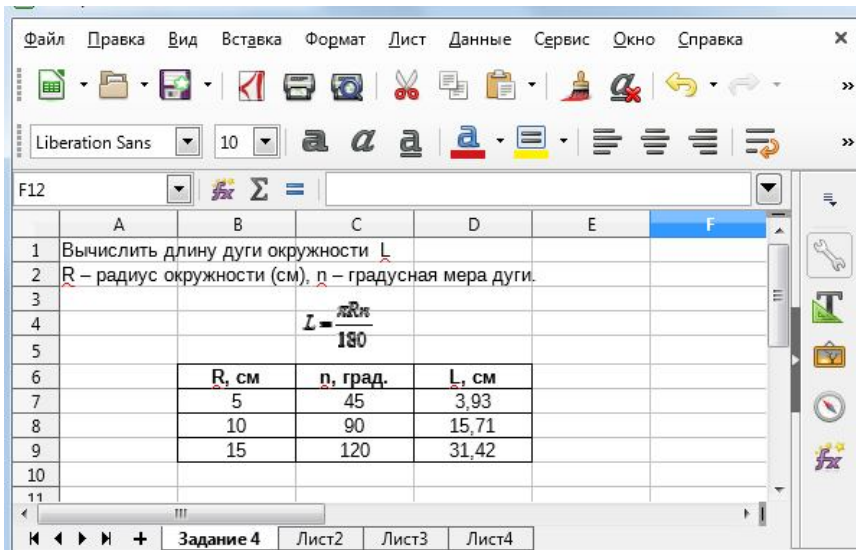 Файл Правка Вид Вставка Формат Лист Данные Сервис Окно Справка
Liberation Sans 10 a a a a
F12
A B C D E F
1 Вычислить длину дуги окружности L
2 R – радиус окружности (см), n – градусная мера дуги.
3
4 L = πRn / 180
5
6 R, см n, град. L, см
7 5 45 3,93
8 10 90 15,71
9 15 120 31,42
10
11
Задание 4 Лист2 Лист3 Лист4